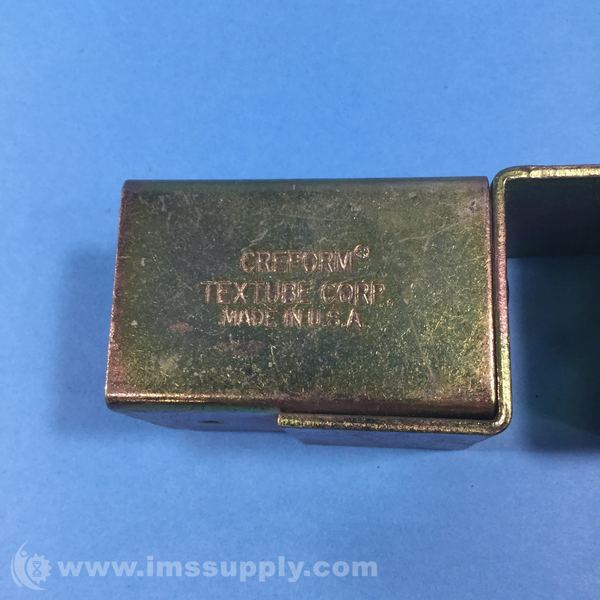 CREFORM®
TEXTUBE CORP.
MADE IN U.S.A.
www.imssupply.com